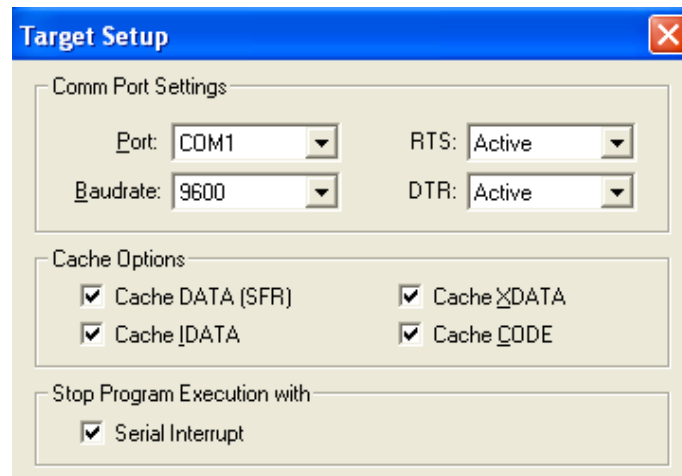 Target Setup
Comm Port Settings
Port: COM1 RTS: Active
Baudrate: 9600 DTR: Active
Cache Options
Cache DATA (SFR) Cache XDATA
Cache IDATA Cache CODE
Stop Program Execution with
Serial Interrupt